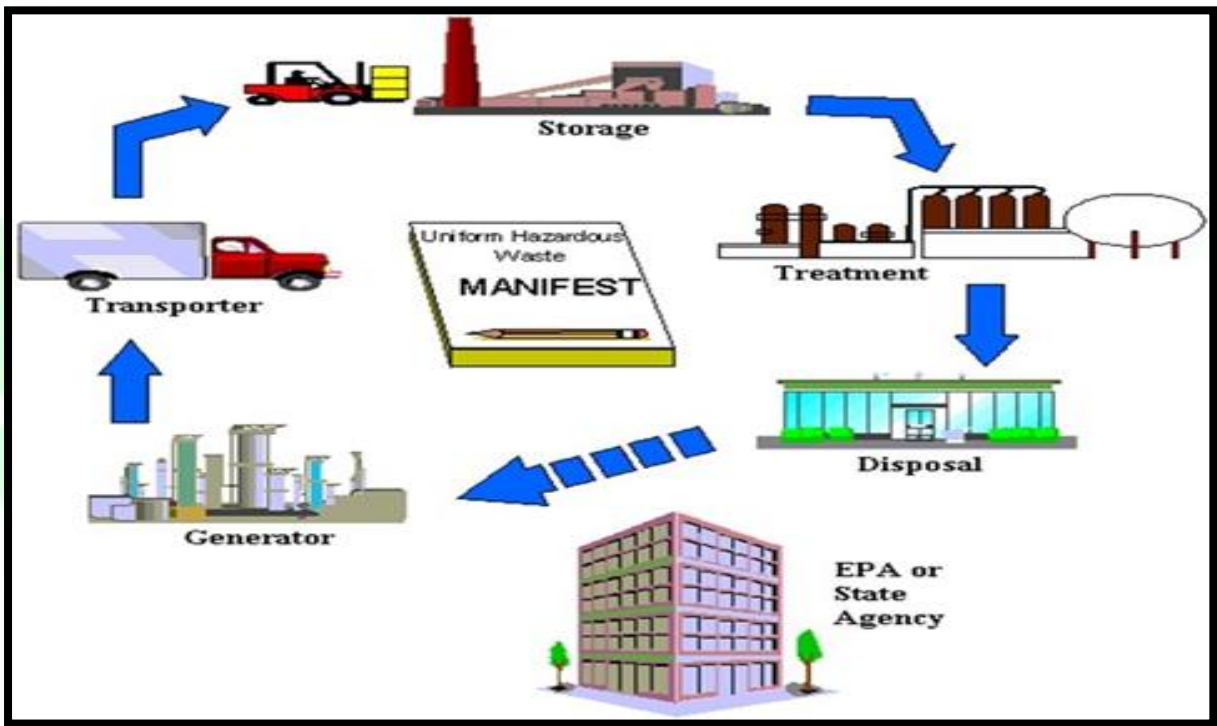 Storage
Uniform Hazardous
Waste
MANIFEST
Treatment
Transporter
Disposal
Generator
EPA or
State
Agency